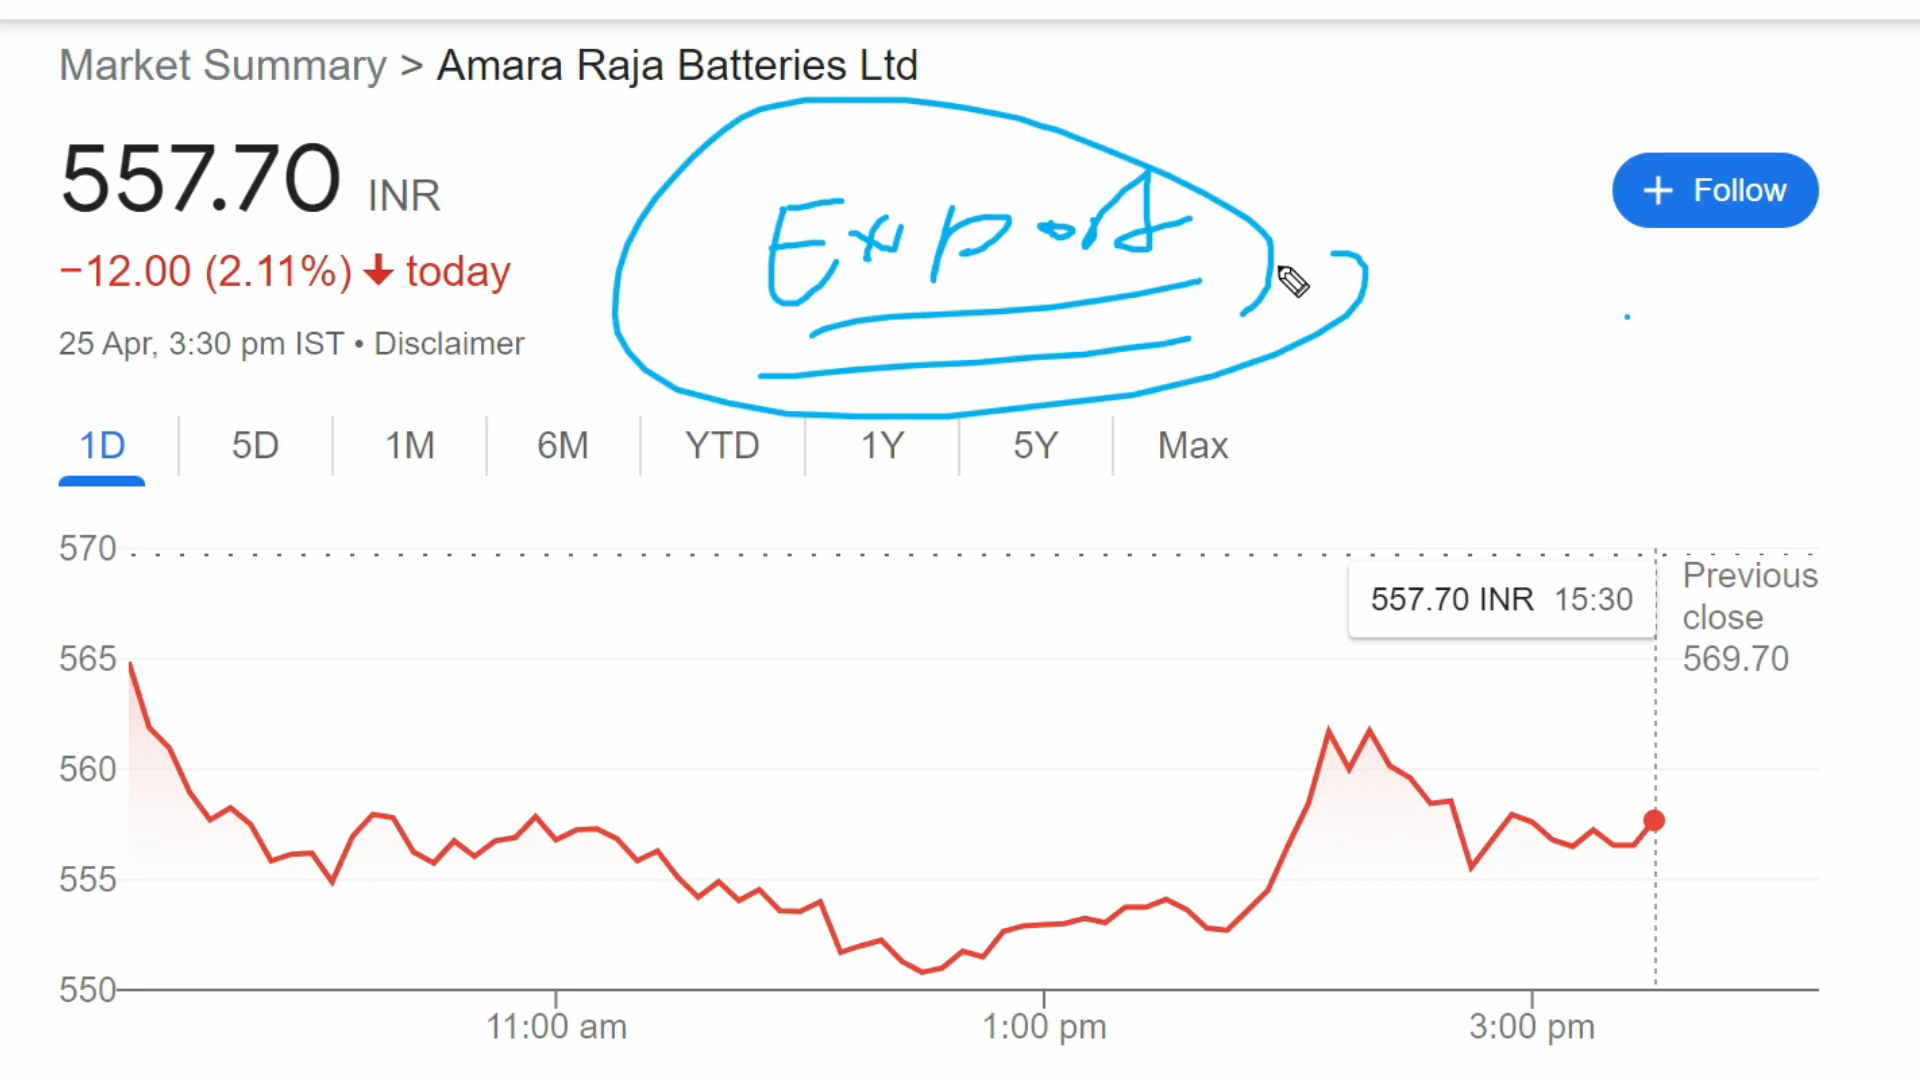 Market Summary > Amara Raja Batteries Ltd
557.70 INR
Export
+ Follow
−12.00 (2.11%) ↓ today
25 Apr, 3:30 pm IST • Disclaimer
1D 5D 1M 6M YTD 1Y 5Y Max
570
557.70 INR 15:30
Previous
close
569.70
565
560
555
550
11:00 am 1:00 pm 3:00 pm